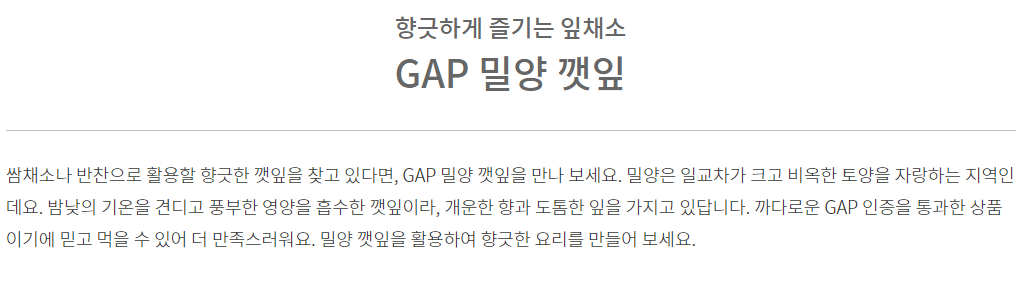 향긋하게 즐기는 잎채소
GAP 밀양 깻잎
쌈채소나 반찬으로 활용할 향긋한 깻잎을 찾고 있다면, GAP 밀양 깻잎을 만나 보세요. 밀양은 일교차가 크고 비옥한 토양을 자랑하는 지역인
데요. 밤낮의 기온을 견디고 풍부한 영양을 흡수한 깻잎이라, 개운한 향과 도톰한 잎을 가지고 있답니다. 까다로운 GAP 인증을 통과한 상품
이기에 믿고 먹을 수 있어 더 만족스러워요. 밀양 깻잎을 활용하여 향긋한 요리를 만들어 보세요.